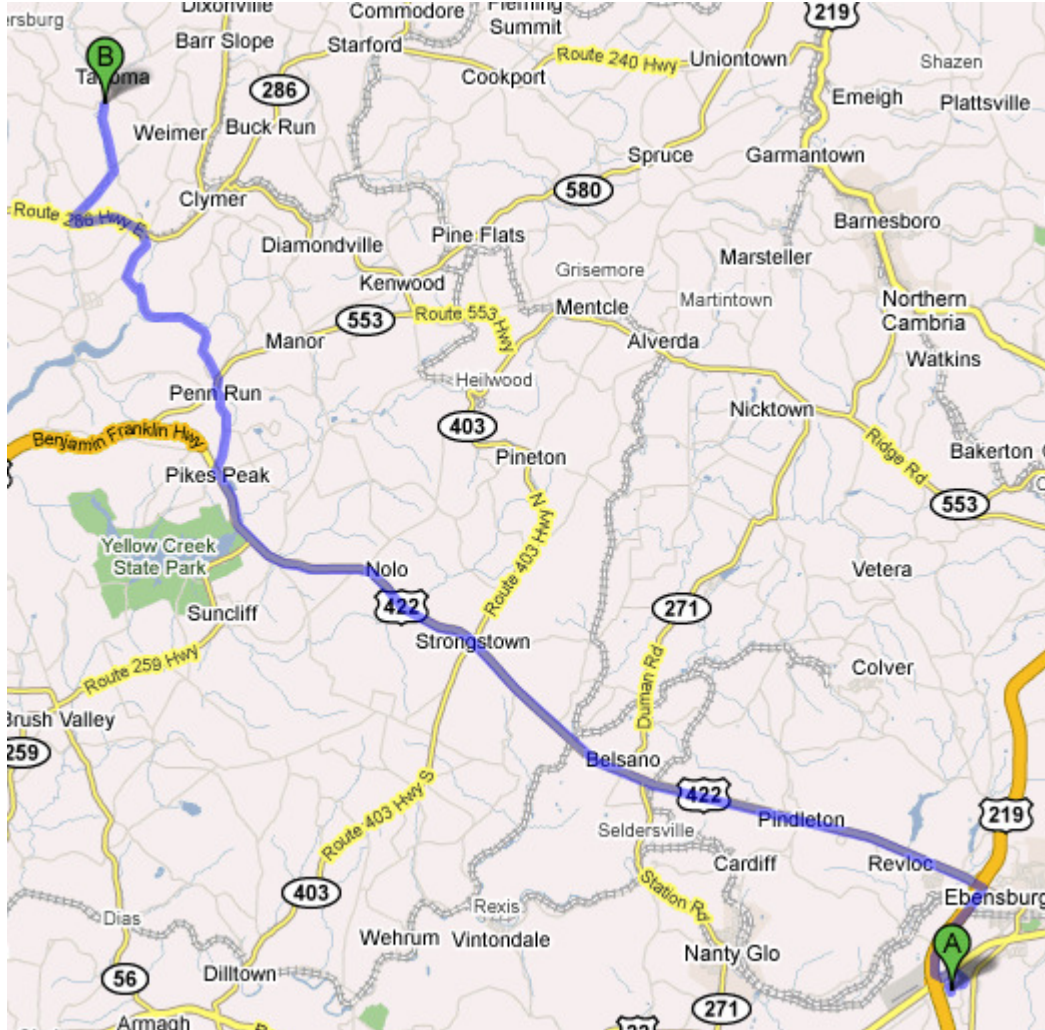 ersburg
Dixonville
Commodore
Fleming
Summit
219
Barr Slope
Starford
Uniontown
B
Route 240 Hwy
Cookport
Shazen
286
Emeigh
Plattsville
Weimer
Buck Run
Spruce
Garmantown
Clymer
580
Barnesboro
Route 286 Hwy E
Diamondville
Pine Flats
Marsteller
Grisemore
Kenwood
Martintown
Northern
Cambria
Mentcle
553
Route 553 Hwy
Manor
Alverda
Watkins
Heilwood
Penn Run
Nicktown
403
Benjamin Franklin Hwy
Ridge Rd
Bakerton
Pineton
Pikes Peak
N
553
Yellow Creek
State Park
Route 403 Hwy
Nolo
Vetera
422
271
Suncliff
Strongstown
Route 259 Hwy
Duman Rd
Colver
Brush Valley
259
Belsano
422
219
Pindleton
Seldersville
Route 403 Hwy S
Cardiff
Revloc
403
Station Rd
Ebensburg
Rexis
Dias
Wehrum
Vintondale
A
Nanty Glo
56
Dilltown
271
Armagh
22